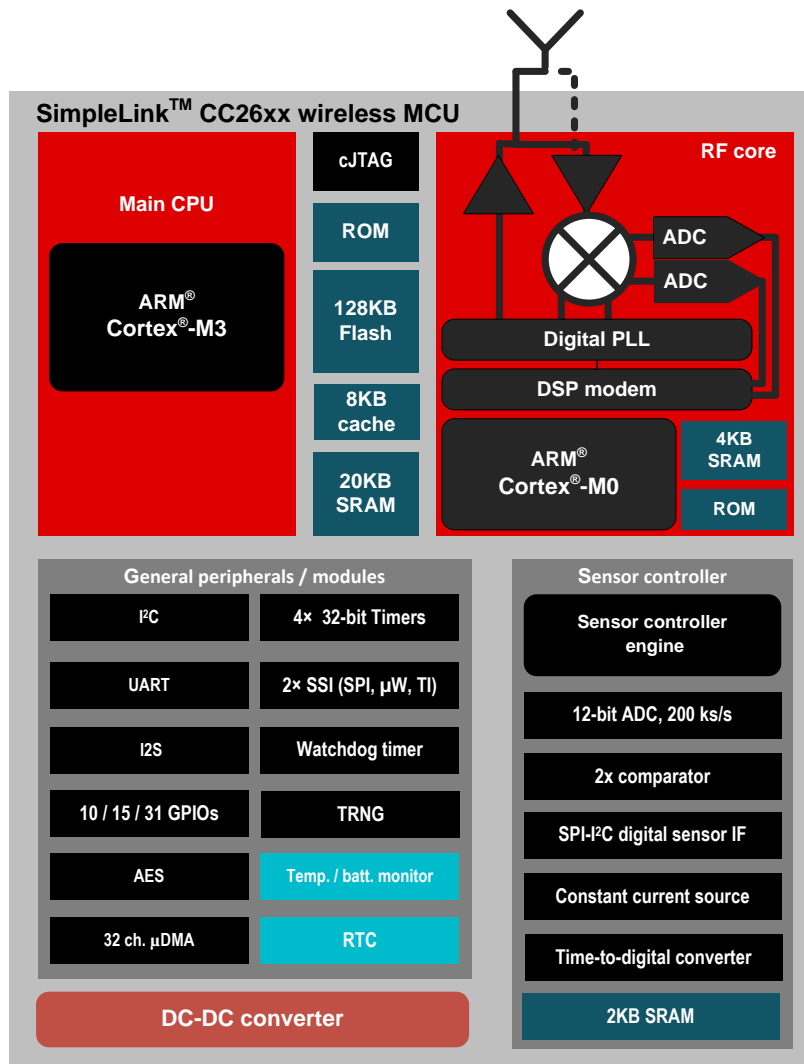 SimpleLink™ CC26xx wireless MCU
Main CPU
ARM®
Cortex®-M3
cJTAG
ROM
128KB
Flash
8KB
cache
20KB
SRAM
RF core
ADC
ADC
Digital PLL
DSP modem
ARM®
Cortex®-M0
4KB
SRAM
ROM
General peripherals / modules
I²C
4× 32-bit Timers
UART
2× SSI (SPI, µW, TI)
I2S
Watchdog timer
10 / 15 / 31 GPIOs
TRNG
AES
Temp. / batt. monitor
32 ch. µDMA
RTC
Sensor controller
Sensor controller
engine
12-bit ADC, 200 ks/s
2x comparator
SPI-I²C digital sensor IF
Constant current source
Time-to-digital converter
2KB SRAM
DC-DC converter